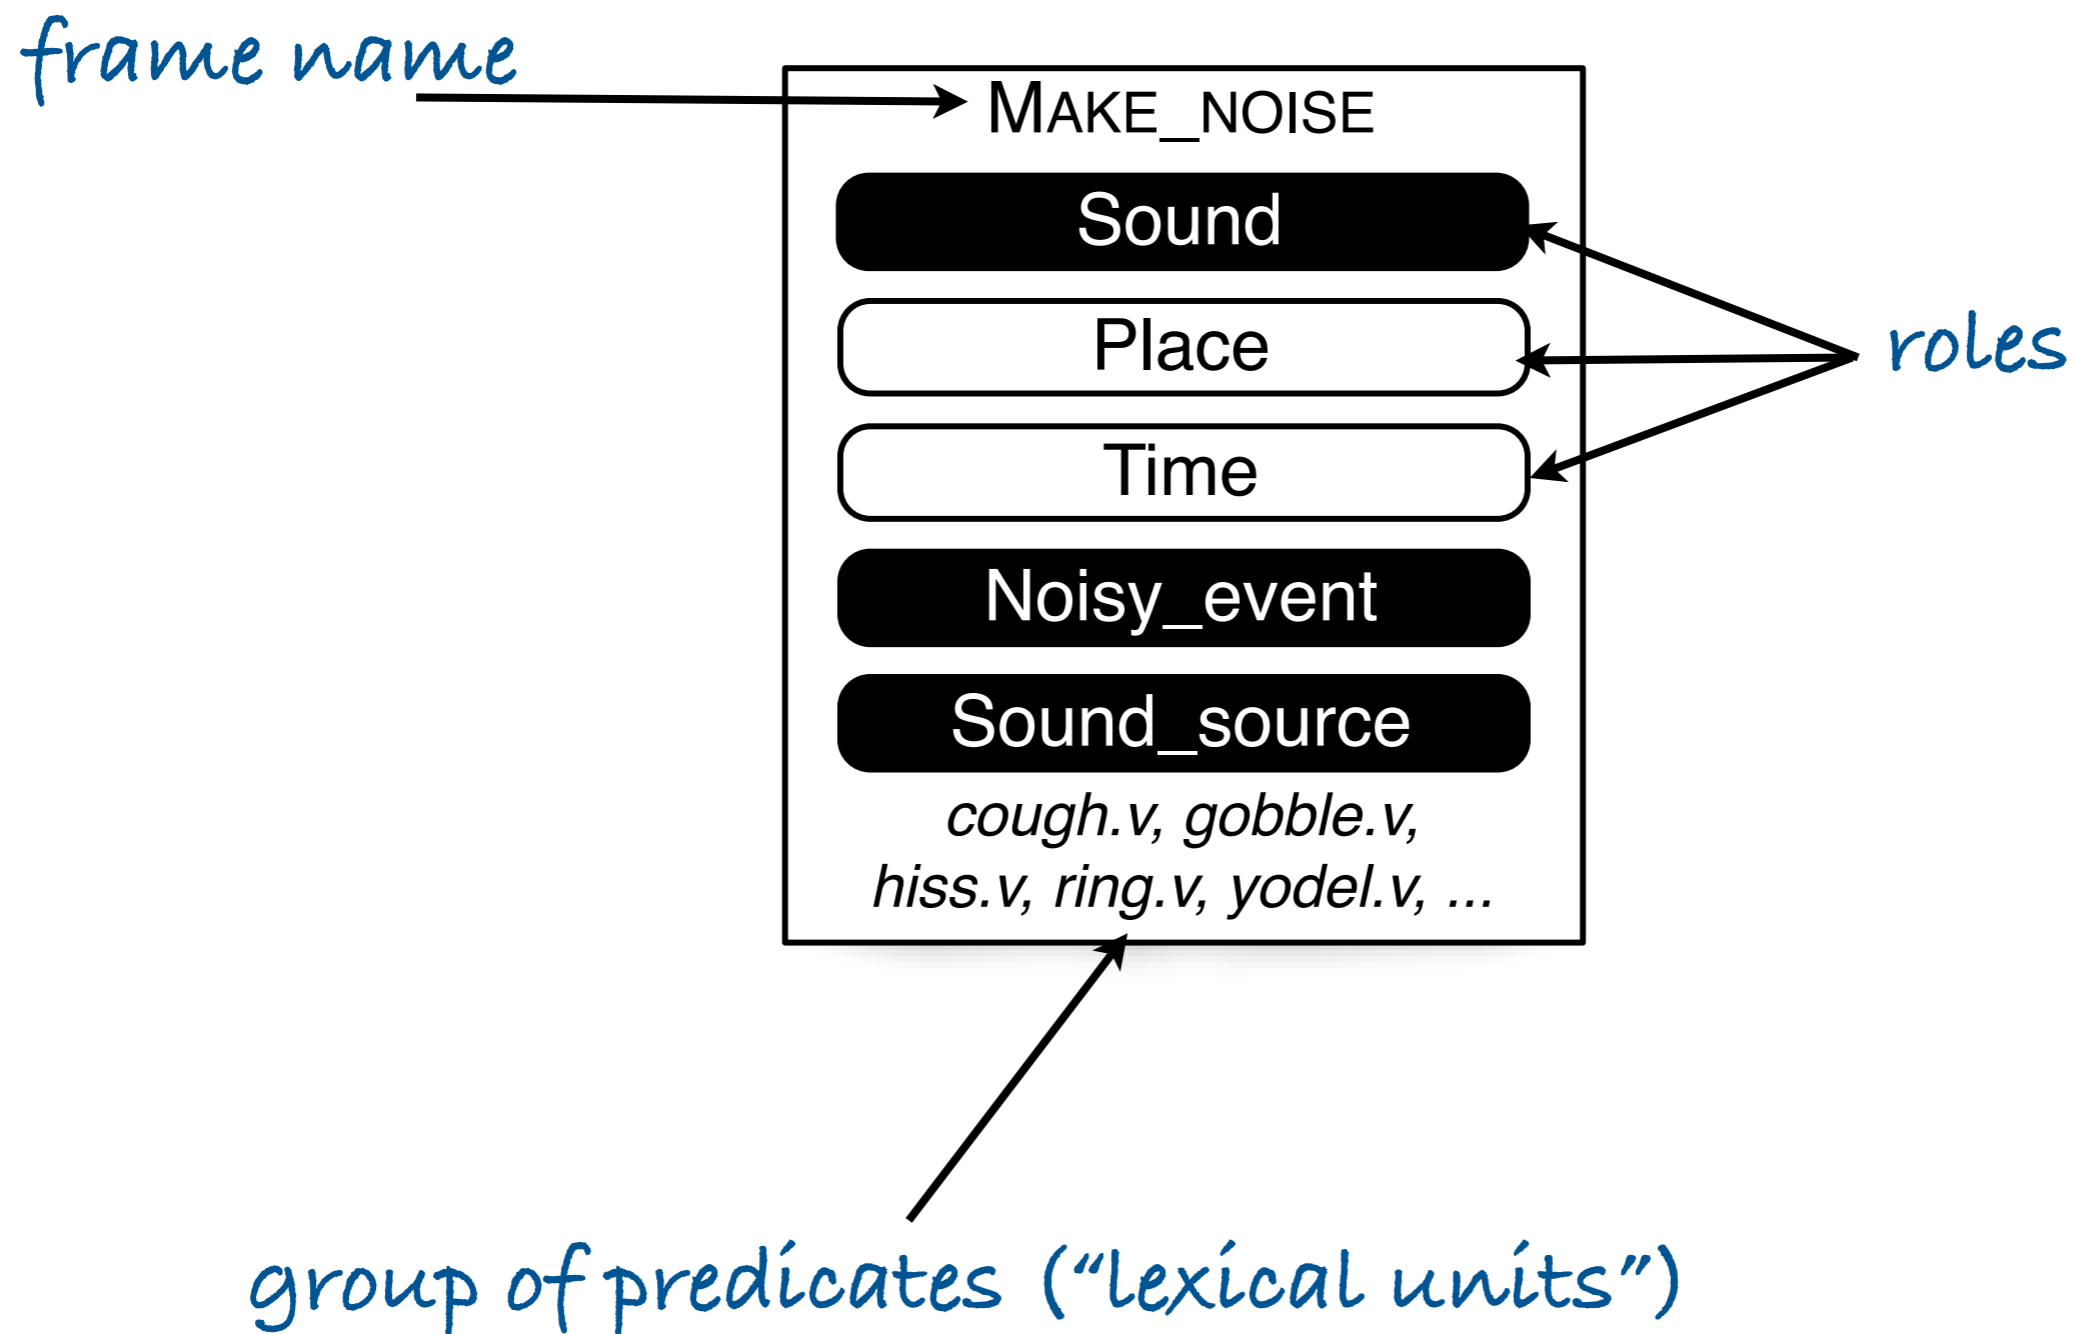 frame name
MAKE_NOISE
Sound
Place
roles
Time
Noisy_event
Sound_source
cough.v, gobble.v,
hiss.v, ring.v, yodel.v, ...
group of predicates (“lexical units”)